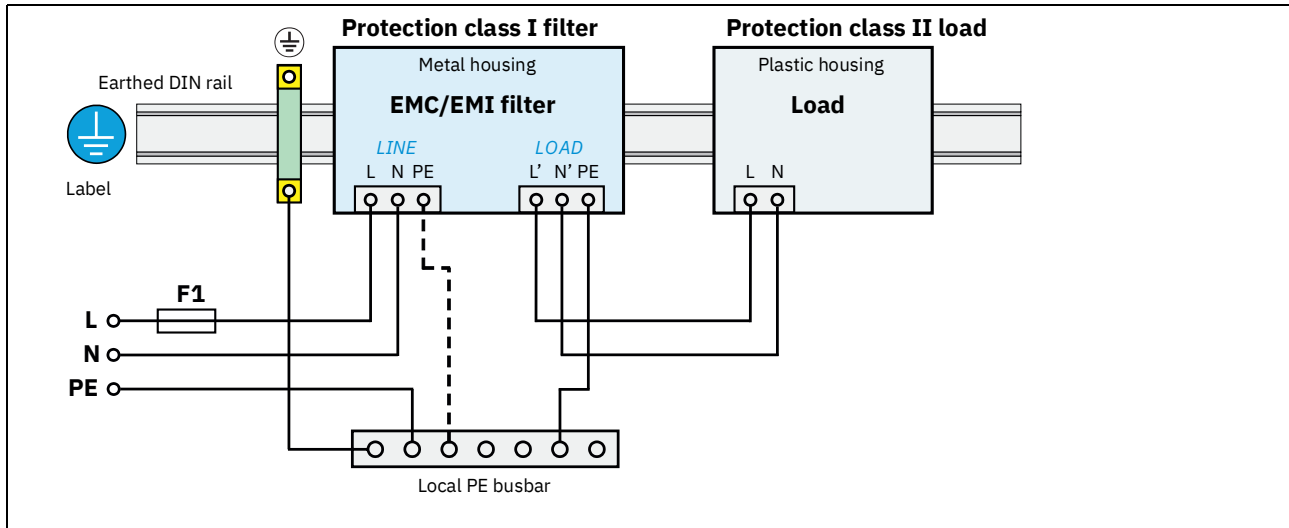 Protection class I filter
Protection class II load
Earthed DIN rail
Metal housing
EMC/EMI filter
Plastic housing
Load
LINE
LOAD
L N PE
L’ N’ PE
L N
Label
F1
L
N
PE
Local PE busbar